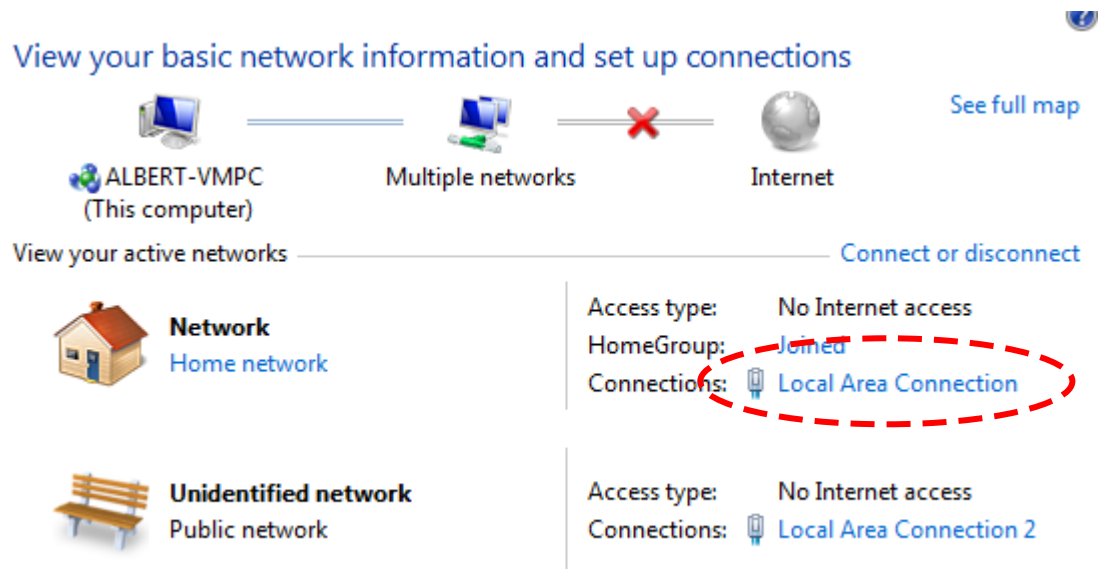 View your basic network information and set up connections
See full map
ALBERT-VMPC
(This computer)
Multiple networks
Internet
View your active networks
Connect or disconnect
Network
Home network
Access type: No Internet access
HomeGroup: Joined
Connections: Local Area Connection
Unidentified network
Public network
Access type: No Internet access
Connections: Local Area Connection 2